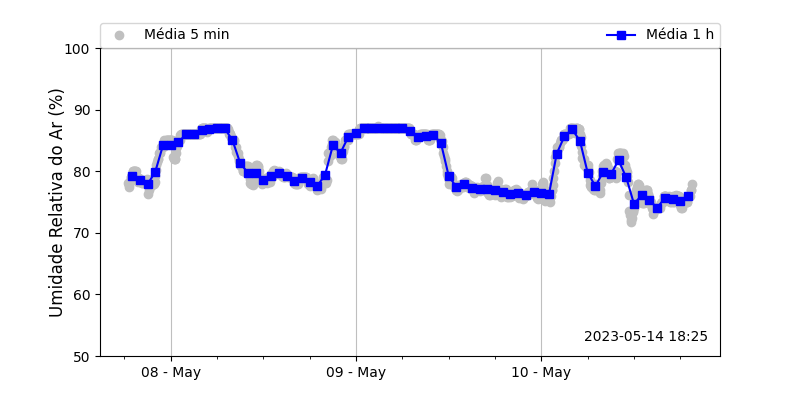 Média 5 min
Média 1 h
Umidade Relativa do Ar (%)
100
90
80
70
60
50
2023-05-14 18:25
08 - May
09 - May
10 - May